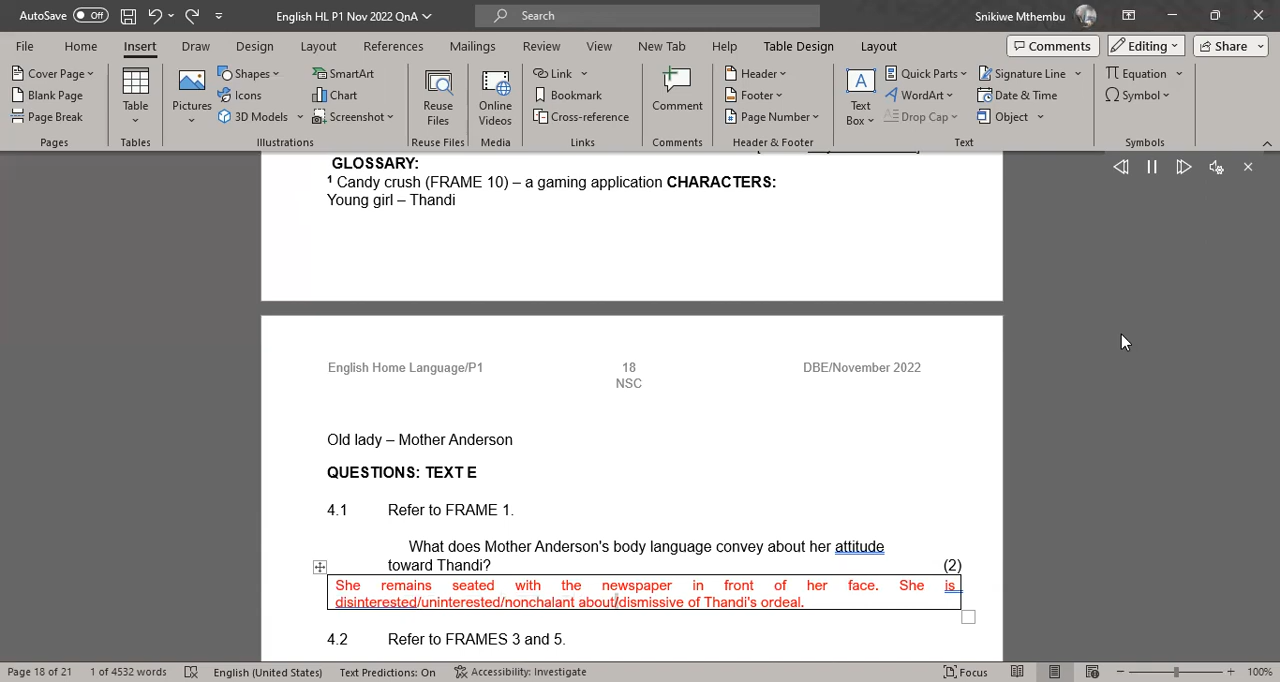 AutoSave Off English HL P1 Nov 2022 QnA Search Snikiwe Mthembu
File Home Insert Draw Design Layout References Mailings Review View New Tab Help Table Design Layout Comments Editing Share
Cover Page
Blank Page
Page Break
Pages
Table
Tables
Pictures
Shapes
Icons
3D Models
SmartArt
Chart
Screenshot
Illustrations
Reuse
Files
Reuse Files
Online
Videos
Media
Link
Bookmark
Cross-reference
Links
Comment
Comments
Header
Footer
Page Number
Header & Footer
Text
Box
Quick Parts
WordArt
Drop Cap
Signature Line
Date & Time
Object
Text
Equation
Symbol
Symbols
GLOSSARY:
1 Candy crush (FRAME 10) – a gaming application CHARACTERS:
Young girl – Thandi
English Home Language/P1 18 DBE/November 2022
NSC
Old lady – Mother Anderson
QUESTIONS: TEXT E
4.1 Refer to FRAME 1.
What does Mother Anderson's body language convey about her attitude
toward Thandi? (2)
She remains seated with the newspaper in front of her face. She is
disinterested/uninterested/nonchalant about/dismissive of Thandi's ordeal.
4.2 Refer to FRAMES 3 and 5.
Page 18 of 21 1 of 4532 words English (United States) Text Predictions: On Accessibility: Investigate Focus 100%